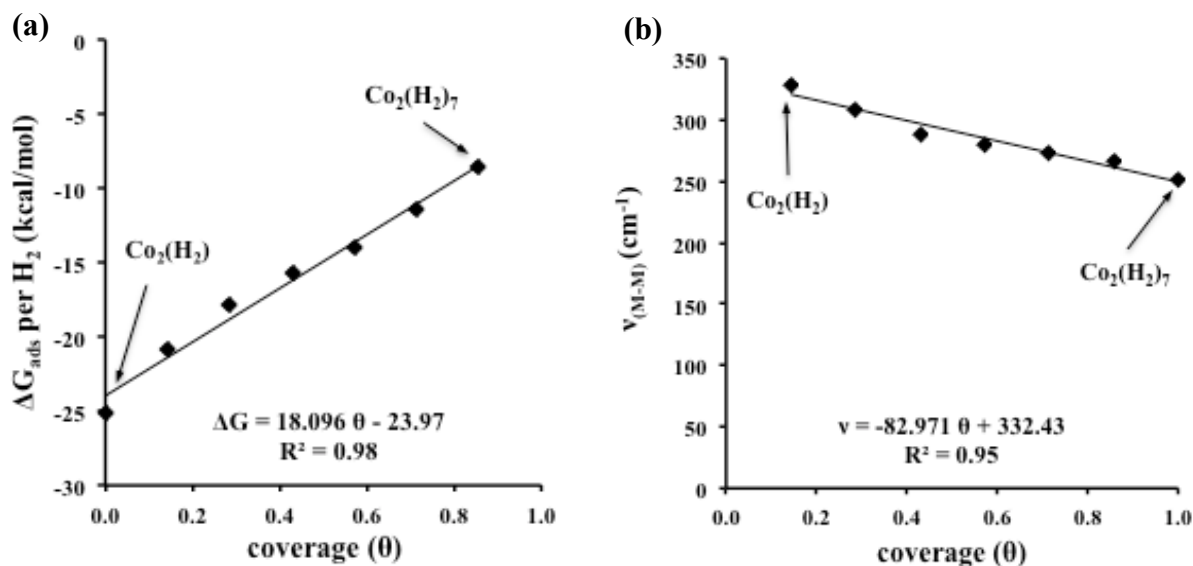 (a)
0
-5
-10
-15
-20
-25
-30
ΔG_ads per H₂ (kcal/mol)
Co₂(H₂)₇
Co₂(H₂)
ΔG = 18.096 θ - 23.97
R² = 0.98
0.0 0.2 0.4 0.6 0.8 1.0
coverage (θ)
(b)
350
300
250
200
150
100
50
0
ν_(M-M) (cm⁻¹)
Co₂(H₂)
Co₂(H₂)₇
ν = -82.971 θ + 332.43
R² = 0.95
0.0 0.2 0.4 0.6 0.8 1.0
coverage (θ)